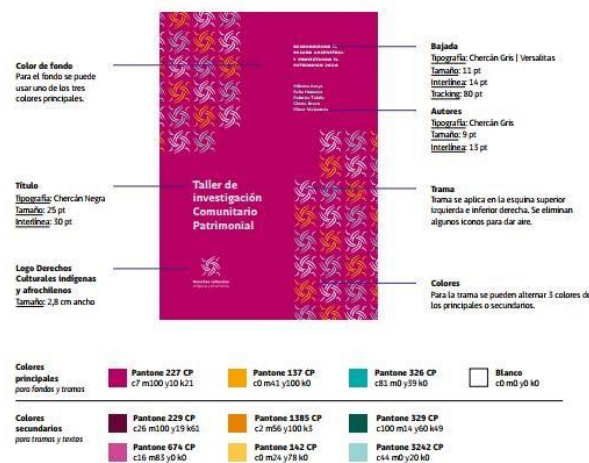 Color de fondo
Para el fondo se puede
usar uno de los tres
colores principales.
Título
Tipografía: Chercán Negra
Tamaño: 25 pt
Interlínea: 30 pt
Logo Derechos
Culturales indígenas
y afrochilenos
Tamaño: 2,8 cm ancho
PATRIMONIO 2020
Taller de
investigación
Comunitario
Patrimonial
Derechos culturales
Bajada
Tipografía: Chercán Gris | Versalitas
Tamaño: 11 pt
Interlínea: 14 pt
Tracking: 80 pt
Autores
Tipografía: Chercán Gris
Tamaño: 9 pt
Interlínea: 13 pt
Trama
Trama se aplica en la esquina superior
izquierda e inferior derecha. Se eliminan
algunos iconos para dar aire.
Colores
Para la trama se pueden alternar 3 colores de
los principales o secundarios.
Colores
principales
para fondos y tramas
Pantone 227 CP
c7 m100 y10 k21
Pantone 137 CP
c0 m41 y100 k0
Pantone 326 CP
c81 m0 y39 k0
Blanco
c0 m0 y0 k0
Colores
secundarios
para tramas y textos
Pantone 229 CP
c26 m100 y19 k61
Pantone 1385 CP
c2 m56 y100 k3
Pantone 329 CP
c100 m14 y60 k49
Pantone 674 CP
c16 m83 y0 k0
Pantone 142 CP
c0 m24 y78 k0
Pantone 3242 CP
c44 m0 y20 k0